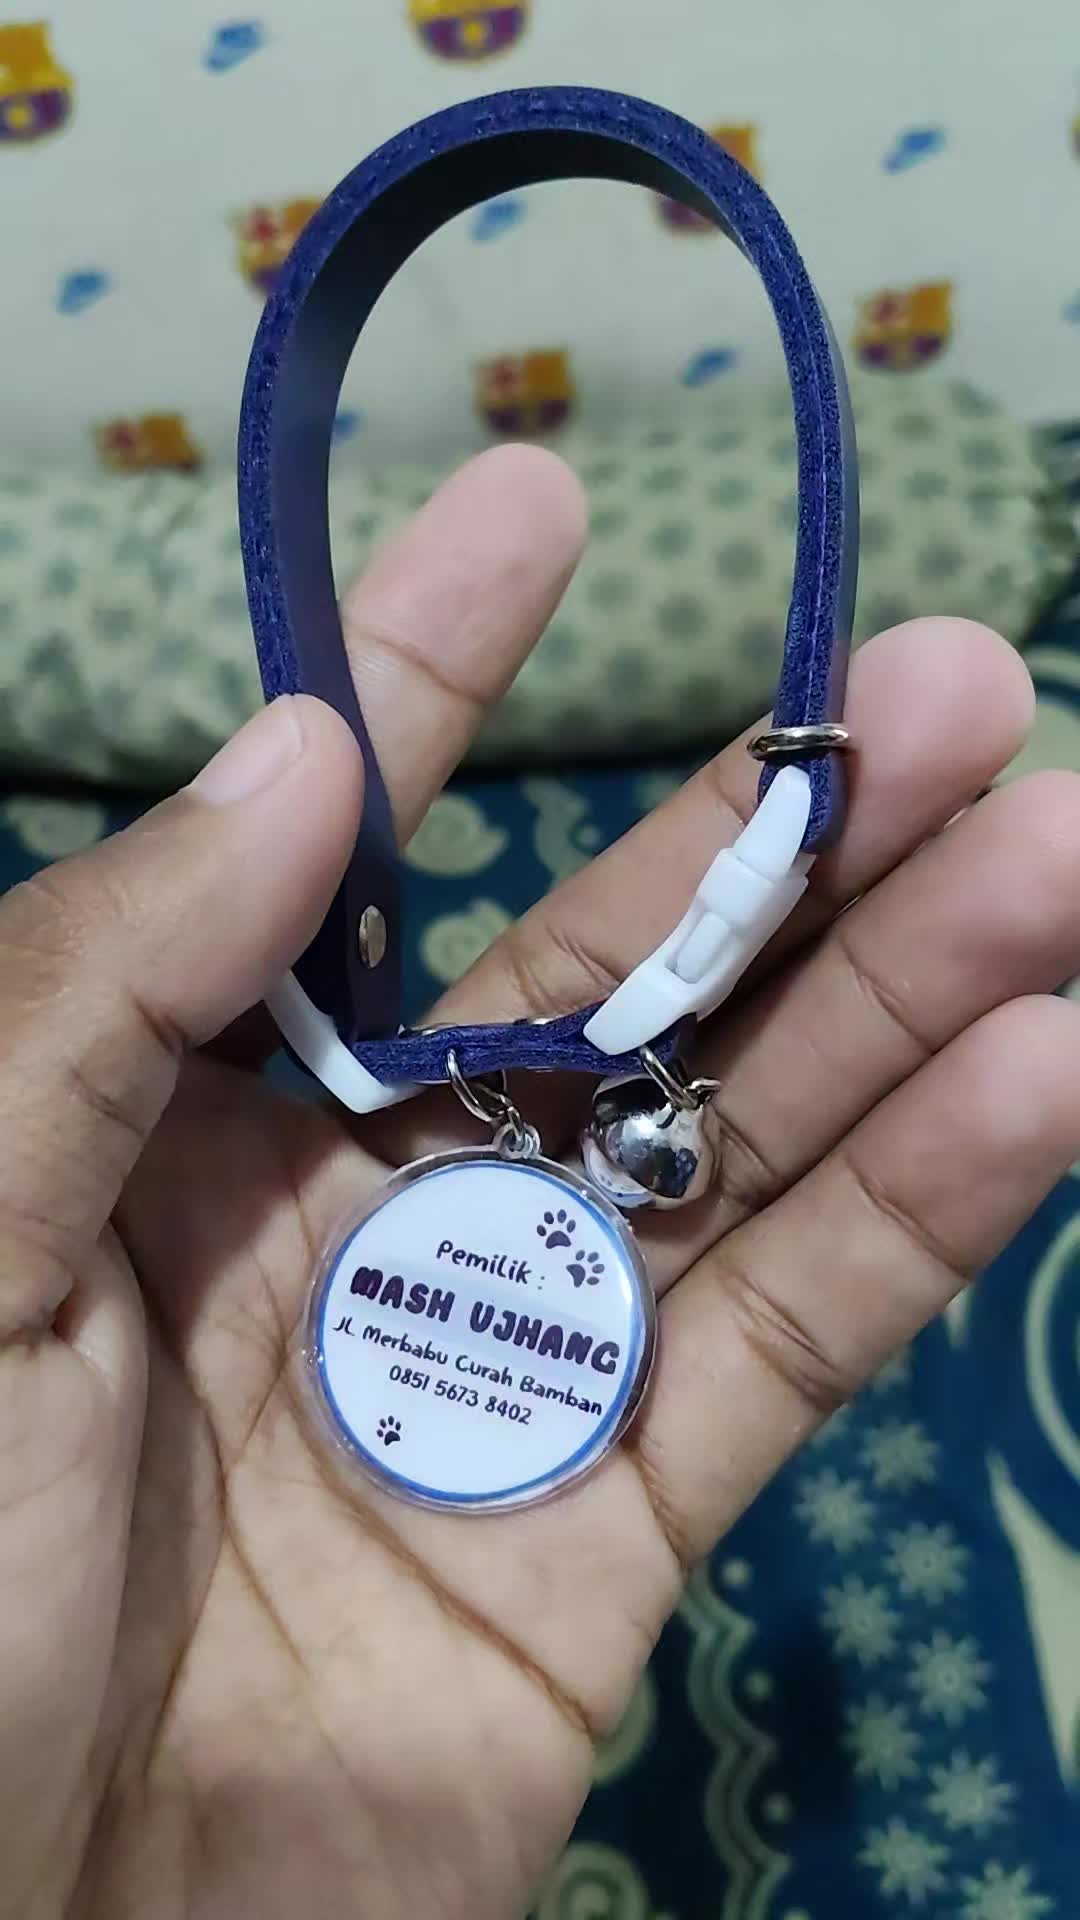 Pemilik :
MASH UJHANG
JL Merbabu Curah Bamban
0851 5673 8402